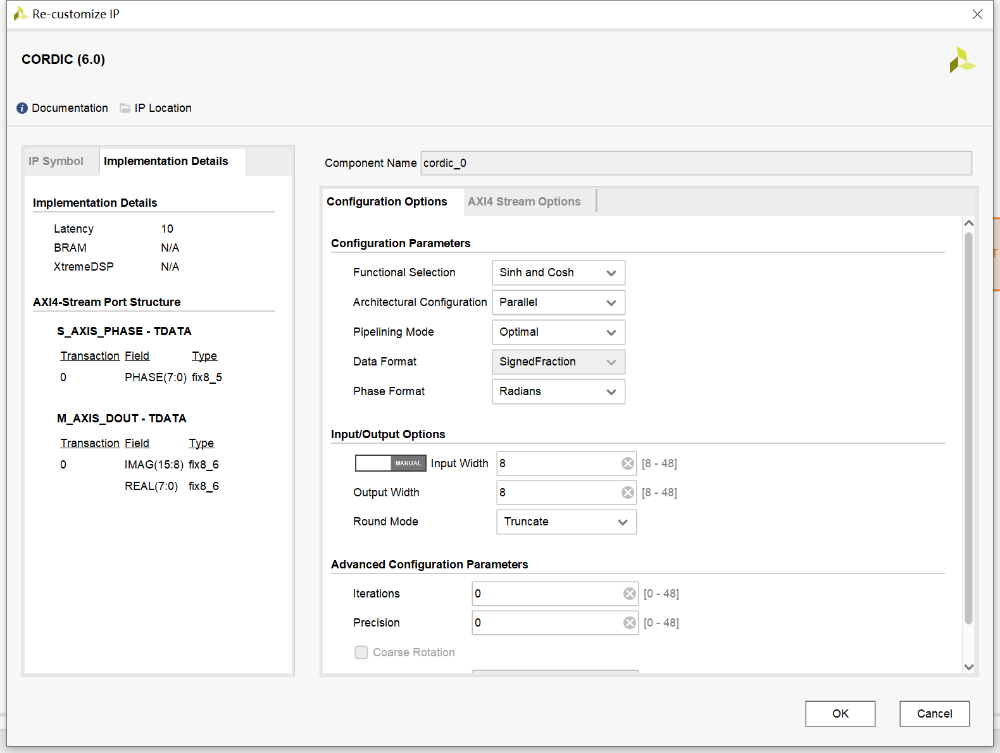 Re-customize IP
CORDIC (6.0)
Documentation IP Location
IP Symbol Implementation Details
Implementation Details
Latency 10
BRAM N/A
XtremeDSP N/A
AXI4-Stream Port Structure
S_AXIS_PHASE - TDATA
Transaction Field Type
0 PHASE(7:0) fix8_5
M_AXIS_DOUT - TDATA
Transaction Field Type
0 IMAG(15:8) fix8_6
REAL(7:0) fix8_6
Component Name cordic_0
Configuration Options AXI4 Stream Options
Configuration Parameters
Functional Selection Sinh and Cosh
Architectural Configuration Parallel
Pipelining Mode Optimal
Data Format SignedFraction
Phase Format Radians
Input/Output Options
MANUAL Input Width 8 [8 - 48]
Output Width 8 [8 - 48]
Round Mode Truncate
Advanced Configuration Parameters
Iterations 0 [0 - 48]
Precision 0 [0 - 48]
Coarse Rotation
OK Cancel
T